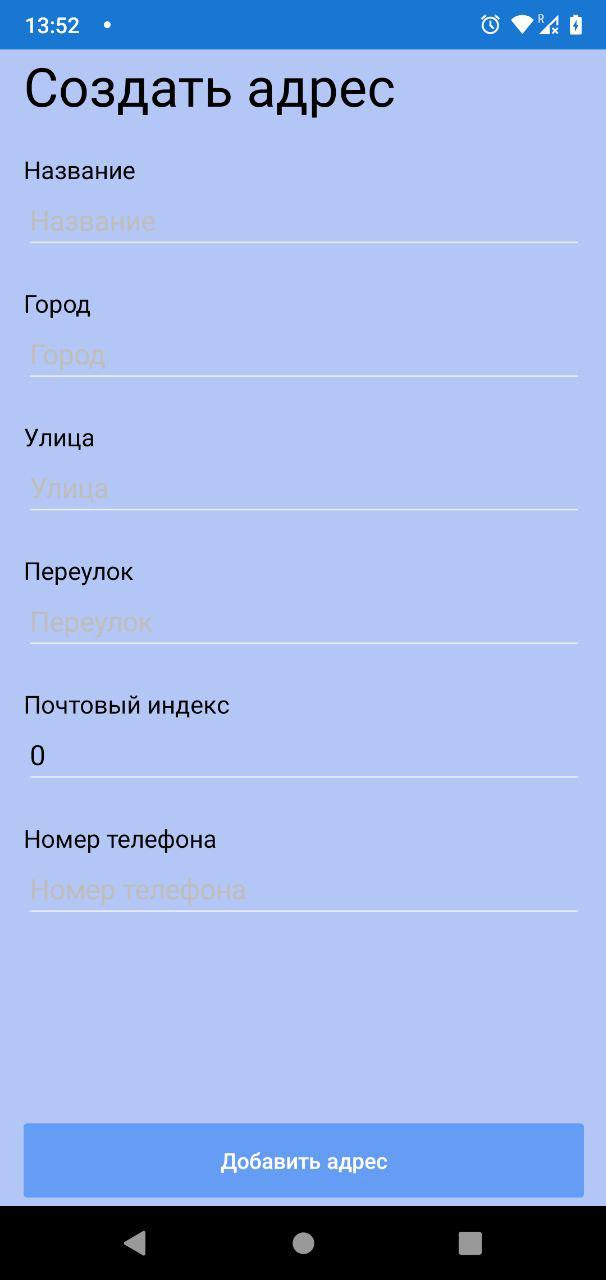 13:52
R
Создать адрес
Название
Название
Город
Город
Улица
Улица
Переулок
Переулок
Почтовый индекс
0
Номер телефона
Номер телефона
Добавить адрес